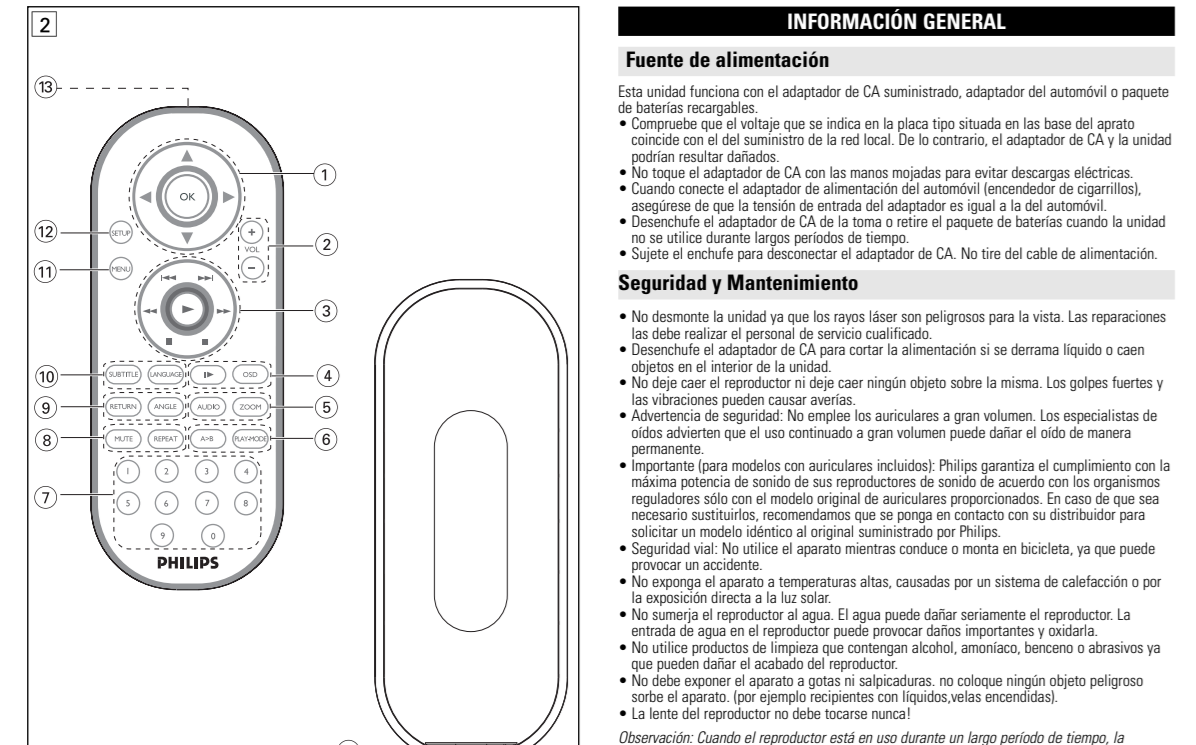 2
13
1
OK
12
SETUP
+
VOL
2
11
MENU
−
3
10
SUBTITLE
LANGUAGE
OSD
4
9
RETURN
ANGLE
AUDIO
ZOOM
5
8
MUTE
REPEAT
A>B
PLAY-MODE
6
1
2
3
4
7
5
6
7
8
9
0
PHILIPS
INFORMACIÓN GENERAL
Fuente de alimentación
Esta unidad funciona con el adaptador de CA suministrado, adaptador del automóvil o paquete
de baterías recargables.
• Compruebe que el voltaje que se indica en la placa tipo situada en las base del aprato
coincide con el del suministro de la red local. De lo contrario, el adaptador de CA y la unidad
podrían resultar dañados.
• No toque el adaptador de CA con las manos mojadas para evitar descargas eléctricas.
• Cuando conecte el adaptador de alimentación del automóvil (encendedor de cigarrillos),
asegúrese de que la tensión de entrada del adaptador es igual a la del automóvil.
• Desenchufe el adaptador de CA de la toma o retire el paquete de baterías cuando la unidad
no se utilice durante largos períodos de tiempo.
• Sujete el enchufe para desconectar el adaptador de CA. No tire del cable de alimentación.
Seguridad y Mantenimiento
• No desmonte la unidad ya que los rayos láser son peligrosos para la vista. Las reparaciones
las debe realizar el personal de servicio cualificado.
• Desenchufe el adaptador de CA para cortar la alimentación si se derrama líquido o caen
objetos en el interior de la unidad.
• No deje caer el reproductor ni deje caer ningún objeto sobre la misma. Los golpes fuertes y
las vibraciones pueden causar averías.
• Advertencia de seguridad: No emplee los auriculares a gran volumen. Los especialistas de
oídos advierten que el uso continuado a gran volumen puede dañar el oído de manera
permanente.
• Importante (para modelos con auriculares incluidos): Philips garantiza el cumplimiento con la
máxima potencia de sonido de sus reproductores de sonido de acuerdo con los organismos
reguladores sólo con el modelo original de auriculares proporcionados. En caso de que sea
necesario sustituirlos, recomendamos que se ponga en contacto con su distribuidor para
solicitar un modelo idéntico al original suministrado por Philips.
• Seguridad vial: No utilice el aparato mientras conduce o monta en bicicleta, ya que puede
provocar un accidente.
• No exponga el aparato a temperaturas altas, causadas por un sistema de calefacción o por
la exposición directa a la luz solar.
• No sumerja el reproductor al agua. El agua puede dañar seriamente el reproductor. La
entrada de agua en el reproductor puede provocar daños importantes y oxidarla.
• No utilice productos de limpieza que contengan alcohol, amoníaco, benceno o abrasivos ya
que pueden dañar el acabado del reproductor.
• No debe exponer el aparato a gotas ni salpicaduras. no coloque ningún objeto peligroso
sorbe el aparato. (por ejemplo recipientes con líquidos,velas encendidas).
• La lente del reproductor no debe tocarse nunca!
Observación: Cuando el reproductor está en uso durante un largo período de tiempo, la